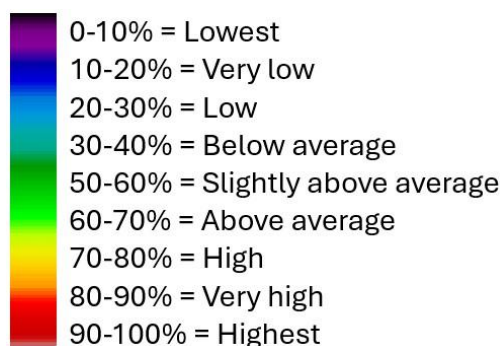 0-10% = Lowest
10-20% = Very low
20-30% = Low
30-40% = Below average
50-60% = Slightly above average
60-70% = Above average
70-80% = High
80-90% = Very high
90-100% = Highest